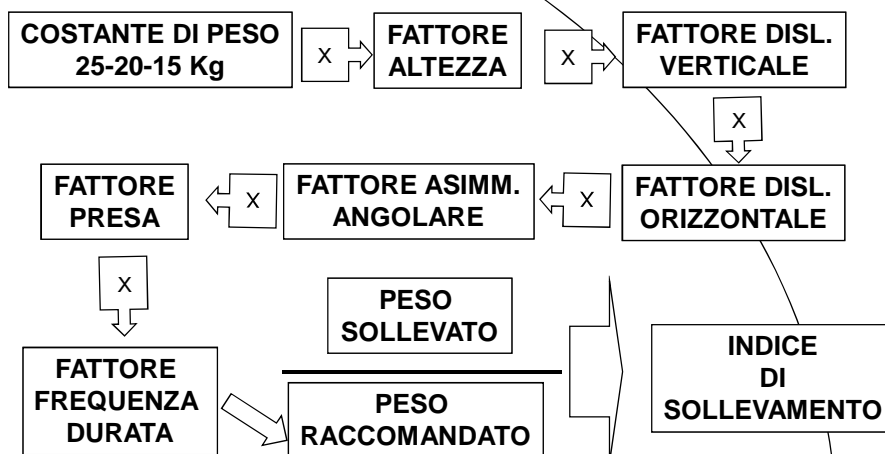 COSTANTE DI PESO
25-20-15 Kg
X
FATTORE
ALTEZZA
X
FATTORE DISL.
VERTICALE
X
FATTORE DISL.
ORIZZONTALE
X
FATTORE ASIMM.
ANGOLARE
X
FATTORE
PRESA
X
FATTORE
FREQUENZA
DURATA
PESO
SOLLEVATO
PESO
RACCOMANDATO
INDICE
DI
SOLLEVAMENTO